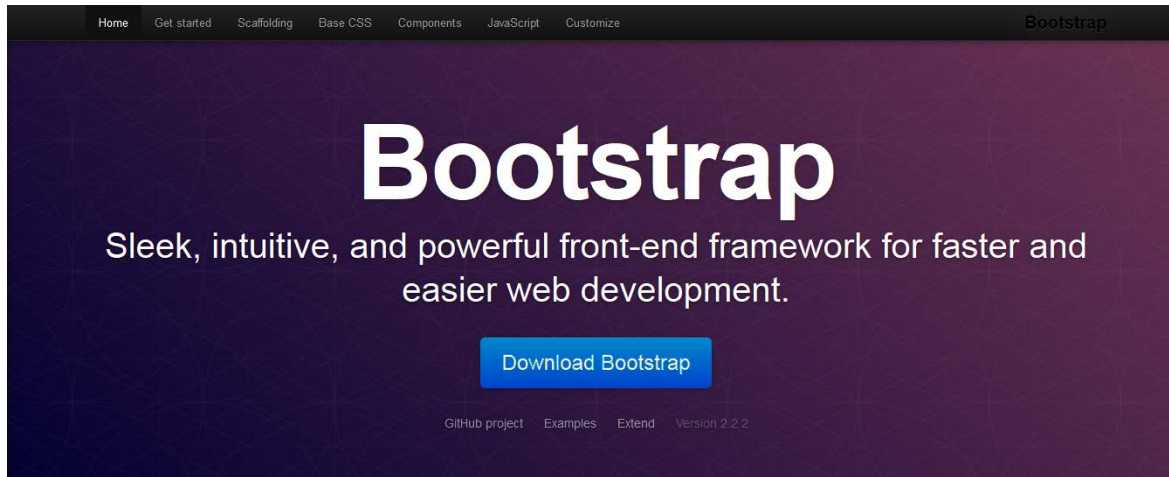 Home Get started Scaffolding Base CSS Components JavaScript Customize Bootstrap
Bootstrap
Sleek, intuitive, and powerful front-end framework for faster and
easier web development.
Download Bootstrap
GitHub project Examples Extend Version 2.2.2